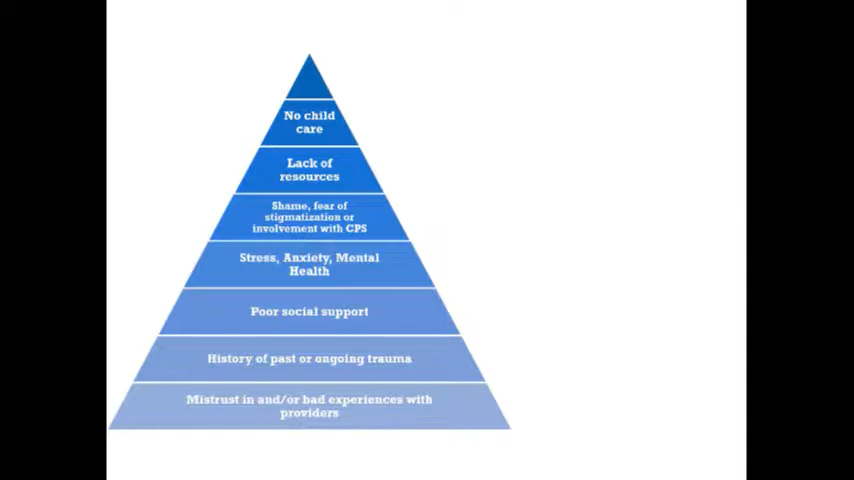 No child
care
Lack of
resources
Shame, fear of
stigmatization or
involvement with CPS
Stress, Anxiety, Mental
Health
Poor social support
History of past or ongoing trauma
Mistrust in and/or bad experiences with
providers